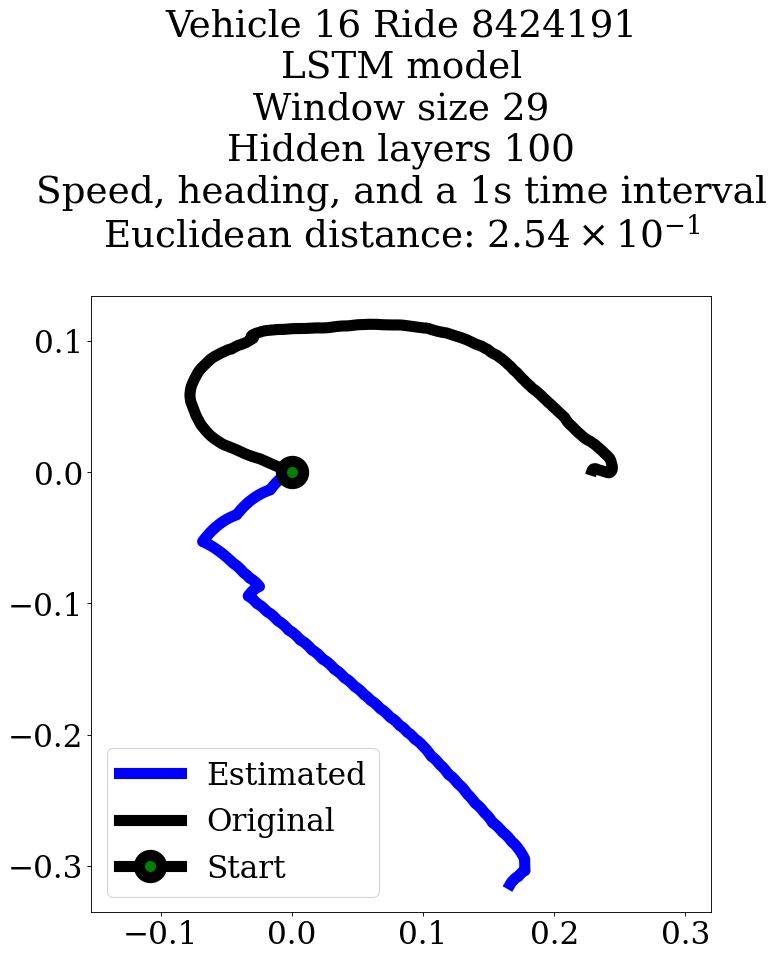 Vehicle 16 Ride 8424191
LSTM model
Window size 29
Hidden layers 100
Speed, heading, and a 1s time interval
Euclidean distance: 2.54 × 10⁻¹
0.1
0.0
−0.1
−0.2
−0.3
Estimated
Original
Start
−0.1
0.0
0.1
0.2
0.3